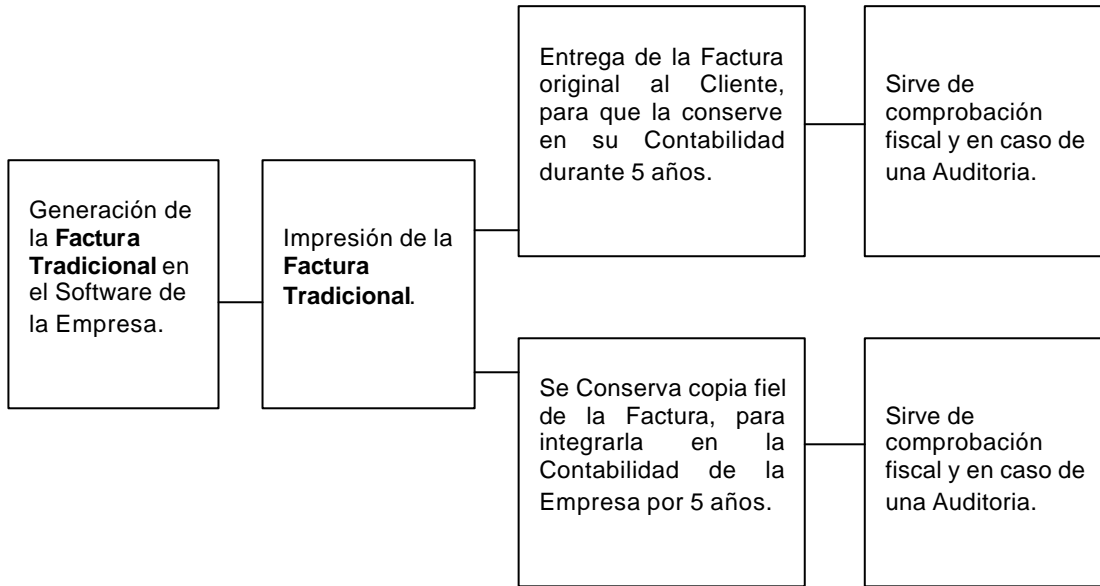 Generación de
la Factura
Tradicional en
el Software de
la Empresa.
Impresión de la
Factura
Tradicional.
Entrega de la Factura
original al Cliente,
para que la conserve
en su Contabilidad
durante 5 años.
Sirve de
comprobación
fiscal y en caso de
una Auditoria.
Se Conserva copia fiel
de la Factura, para
integrarla en la
Contabilidad de la
Empresa por 5 años.
Sirve de
comprobación
fiscal y en caso de
una Auditoria.